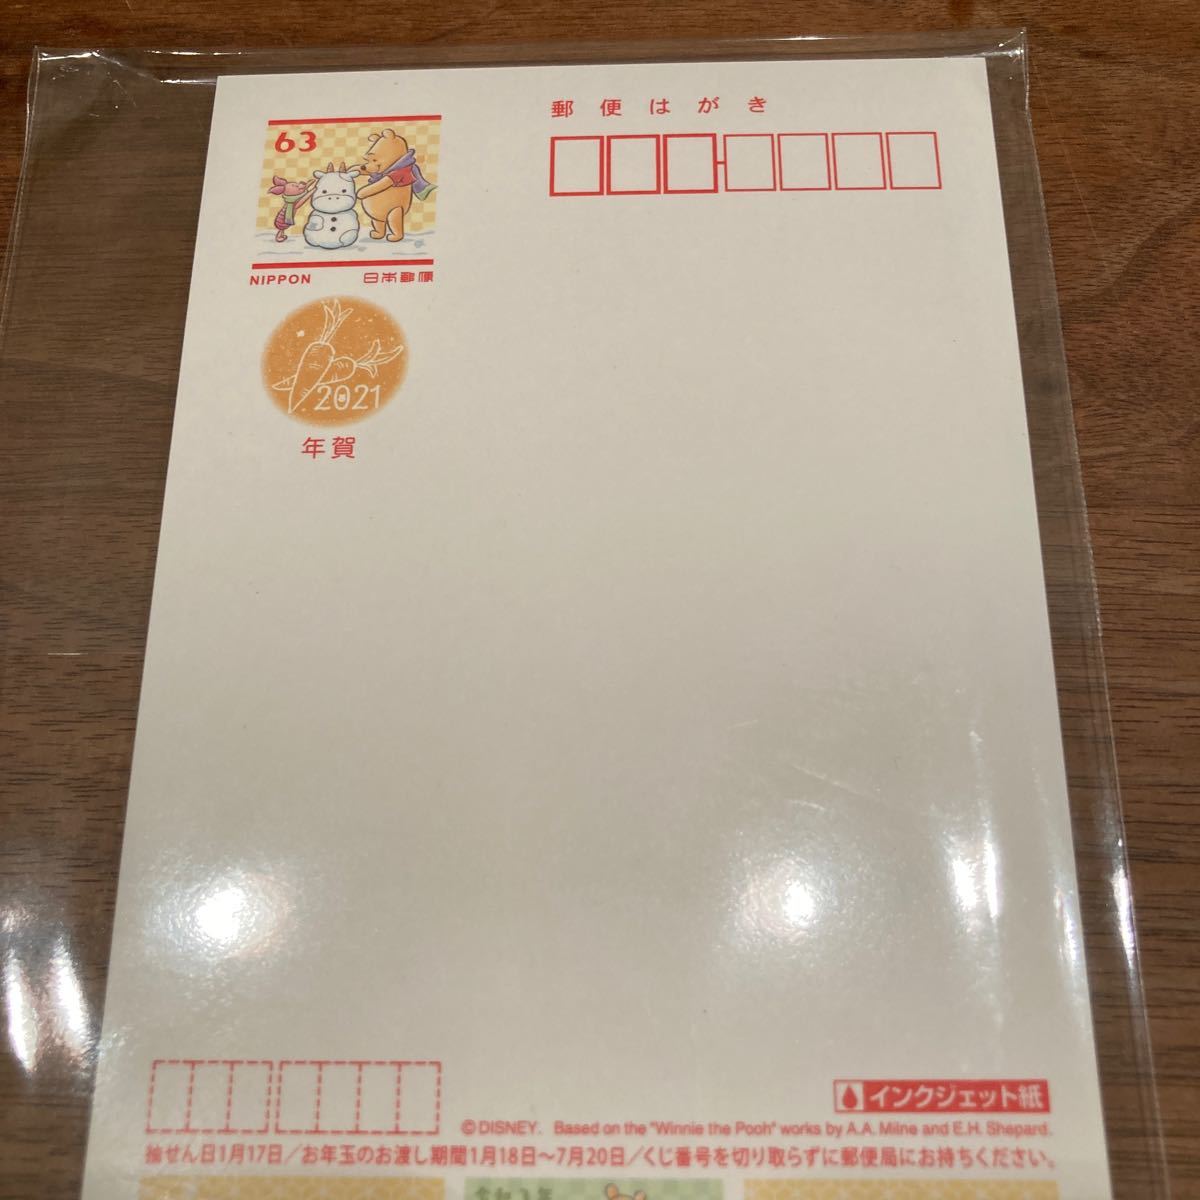 郵便はがき
63
NIPPON 日本郵便
2021
年賀
インクジェット紙
©DISNEY. Based on the "Winnie the Pooh" works by A.A. Milne and E.H. Shepard.
抽せん日1月17日/お年玉のお渡し期間1月18日~7月20日/くじ番号を切り取らずに郵便局にお持ちください。
令和3年